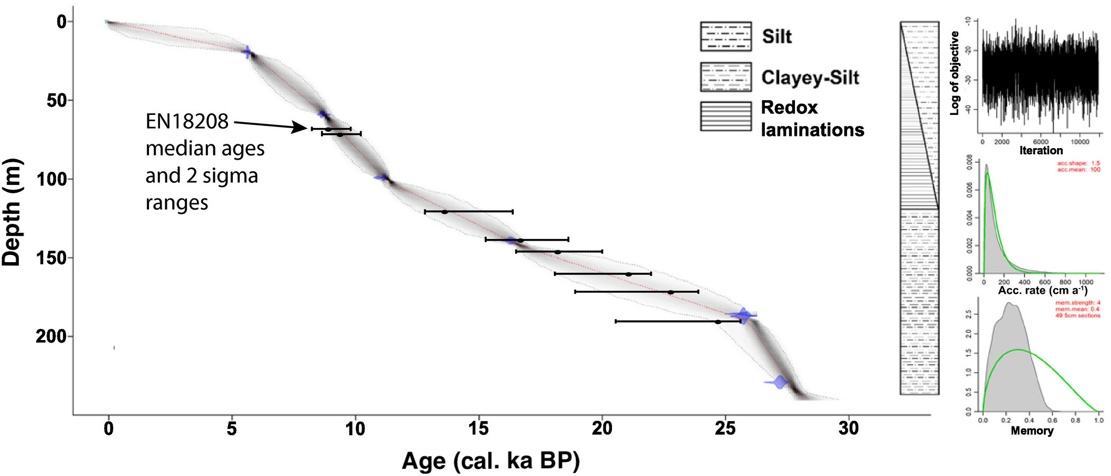 0
50
100
150
200
Depth (m)
EN18208
median ages
and 2 sigma
ranges
0 5 10 15 20 25 30
Age (cal. ka BP)
Silt
Clayey-Silt
Redox
laminations
Log of objective
-10
-20
-30
-40
0 2000 6000 10000
Iteration
acc.shape: 1.5
acc.mean: 100
0.008
0.006
0.004
0.002
0.000
0 200 400 600 800 1000
Acc. rate (cm a⁻¹)
mem.strength: 4
mem.mean: 0.4
49 5cm sections
2.5
2.0
1.5
1.0
0.5
0.0
0.0 0.2 0.4 0.6 0.8 1.0
Memory